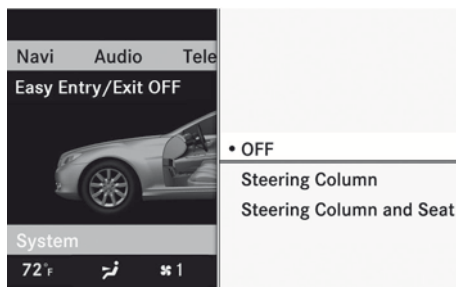 Navi Audio Tele
Easy Entry/Exit OFF
• OFF
Steering Column
Steering Column and Seat
System
72°F 1